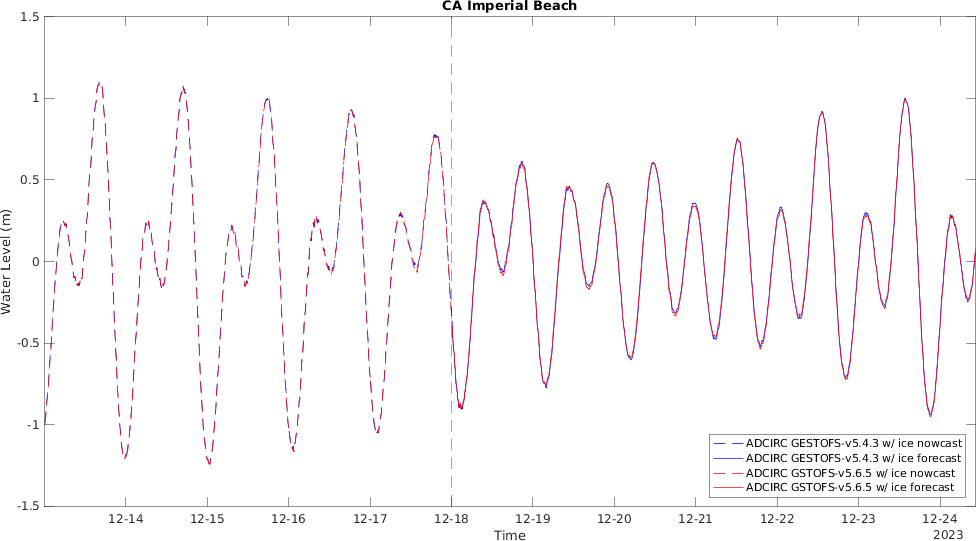 CA Imperial Beach
1.5
1
0.5
0
-0.5
-1
-1.5
Water Level (m)
12-14 12-15 12-16 12-17 12-18 12-19 12-20 12-21 12-22 12-23 12-24
Time
2023
ADCIRC GESTOFS-v5.4.3 w/ ice nowcast
ADCIRC GESTOFS-v5.4.3 w/ ice forecast
ADCIRC GSTOFS-v5.6.5 w/ ice nowcast
ADCIRC GSTOFS-v5.6.5 w/ ice forecast